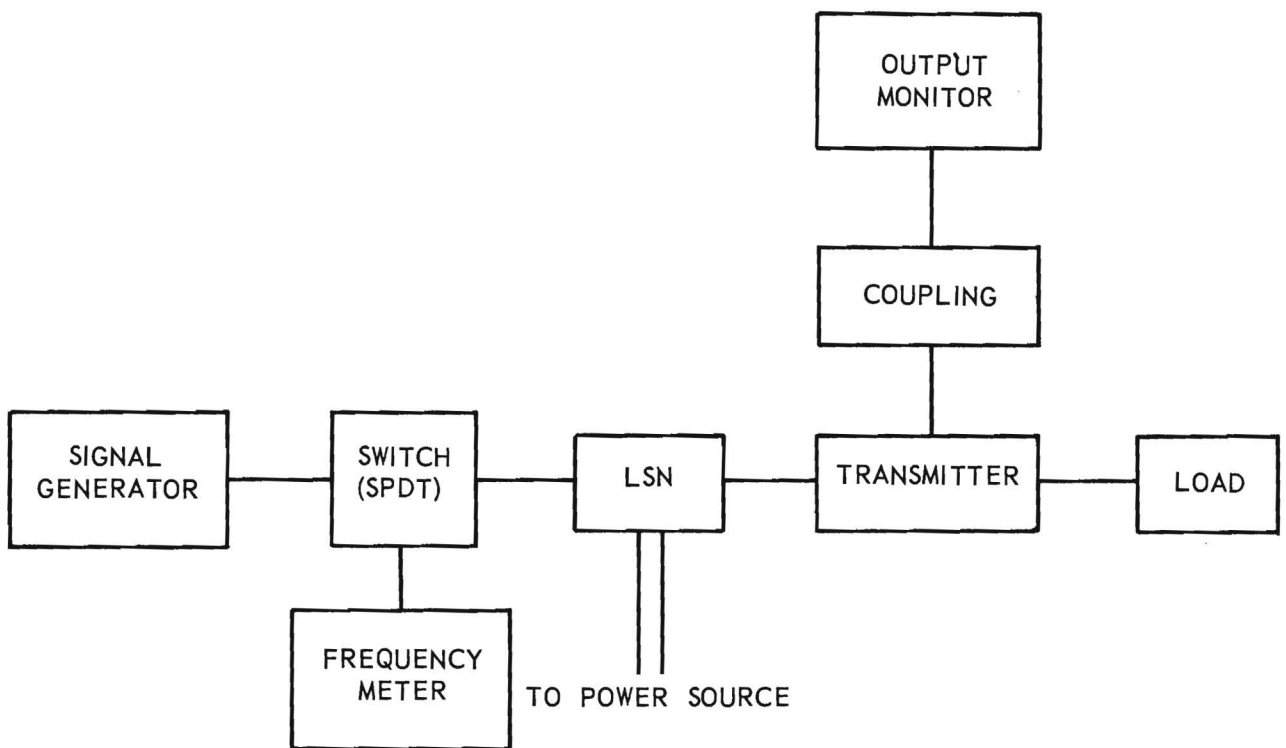 OUTPUT
MONITOR
COUPLING
SIGNAL
GENERATOR
SWITCH
(SPDT)
LSN
TRANSMITTER
LOAD
FREQUENCY
METER
TO POWER SOURCE